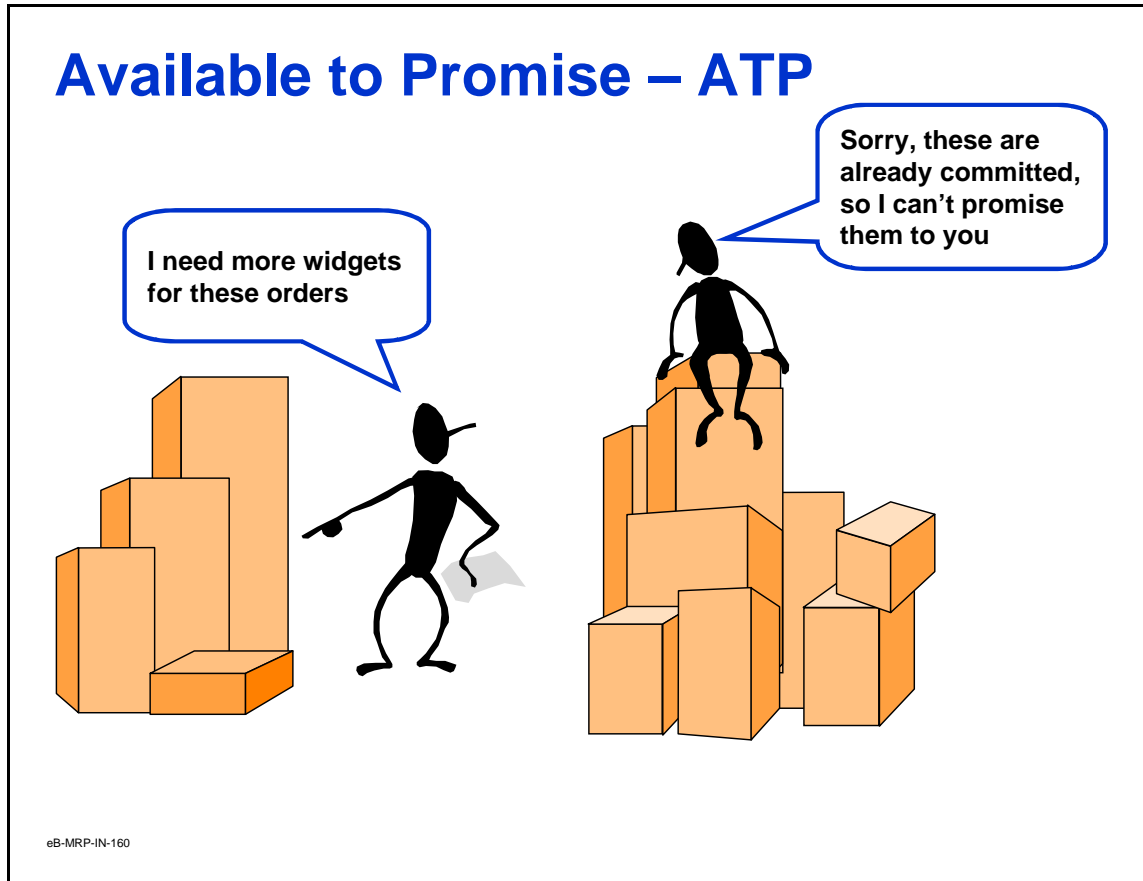 Available to Promise – ATP
Sorry, these are
already committed,
so I can’t promise
them to you
I need more widgets
for these orders
eB-MRP-IN-160